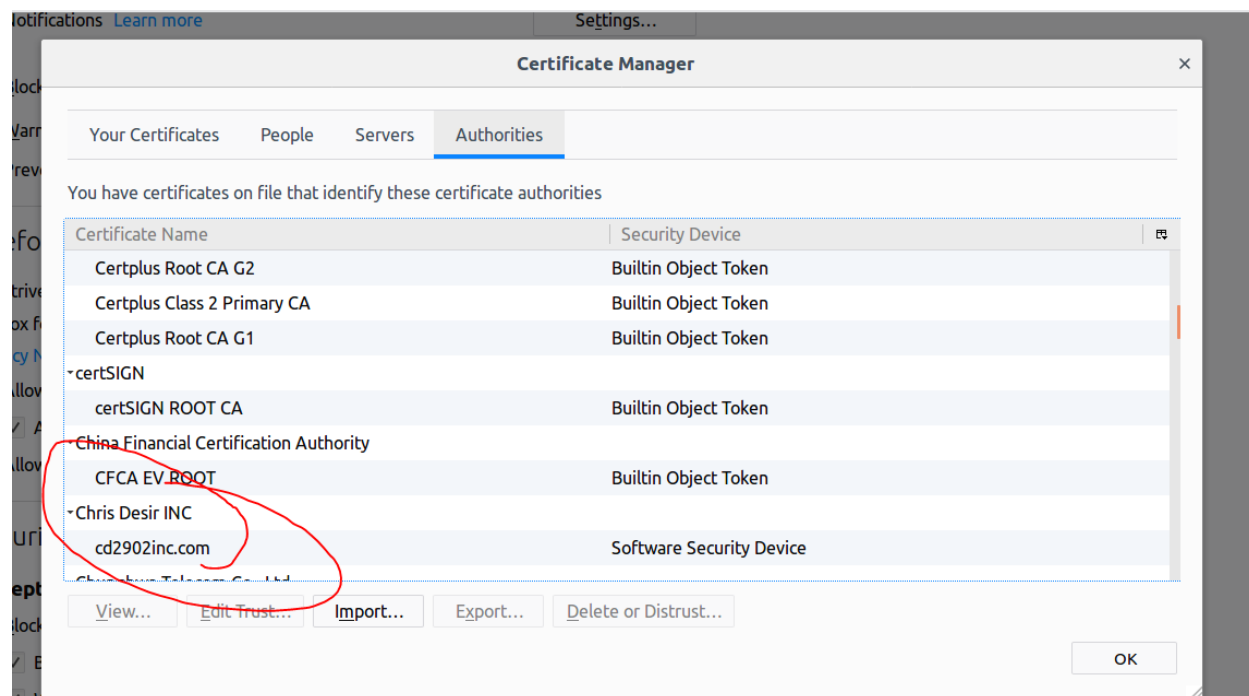 Notifications Learn more Settings...
Certificate Manager
Your Certificates People Servers Authorities
You have certificates on file that identify these certificate authorities
Certificate Name Security Device
Certplus Root CA G2 Builtin Object Token
Certplus Class 2 Primary CA Builtin Object Token
Certplus Root CA G1 Builtin Object Token
certSIGN
certSIGN ROOT CA Builtin Object Token
China Financial Certification Authority
CFCA EV ROOT Builtin Object Token
Chris Desir INC
cd2902inc.com Software Security Device
Chunghwa Telecom Co., Ltd.
View... Edit Trust... Import... Export... Delete or Distrust...
OK